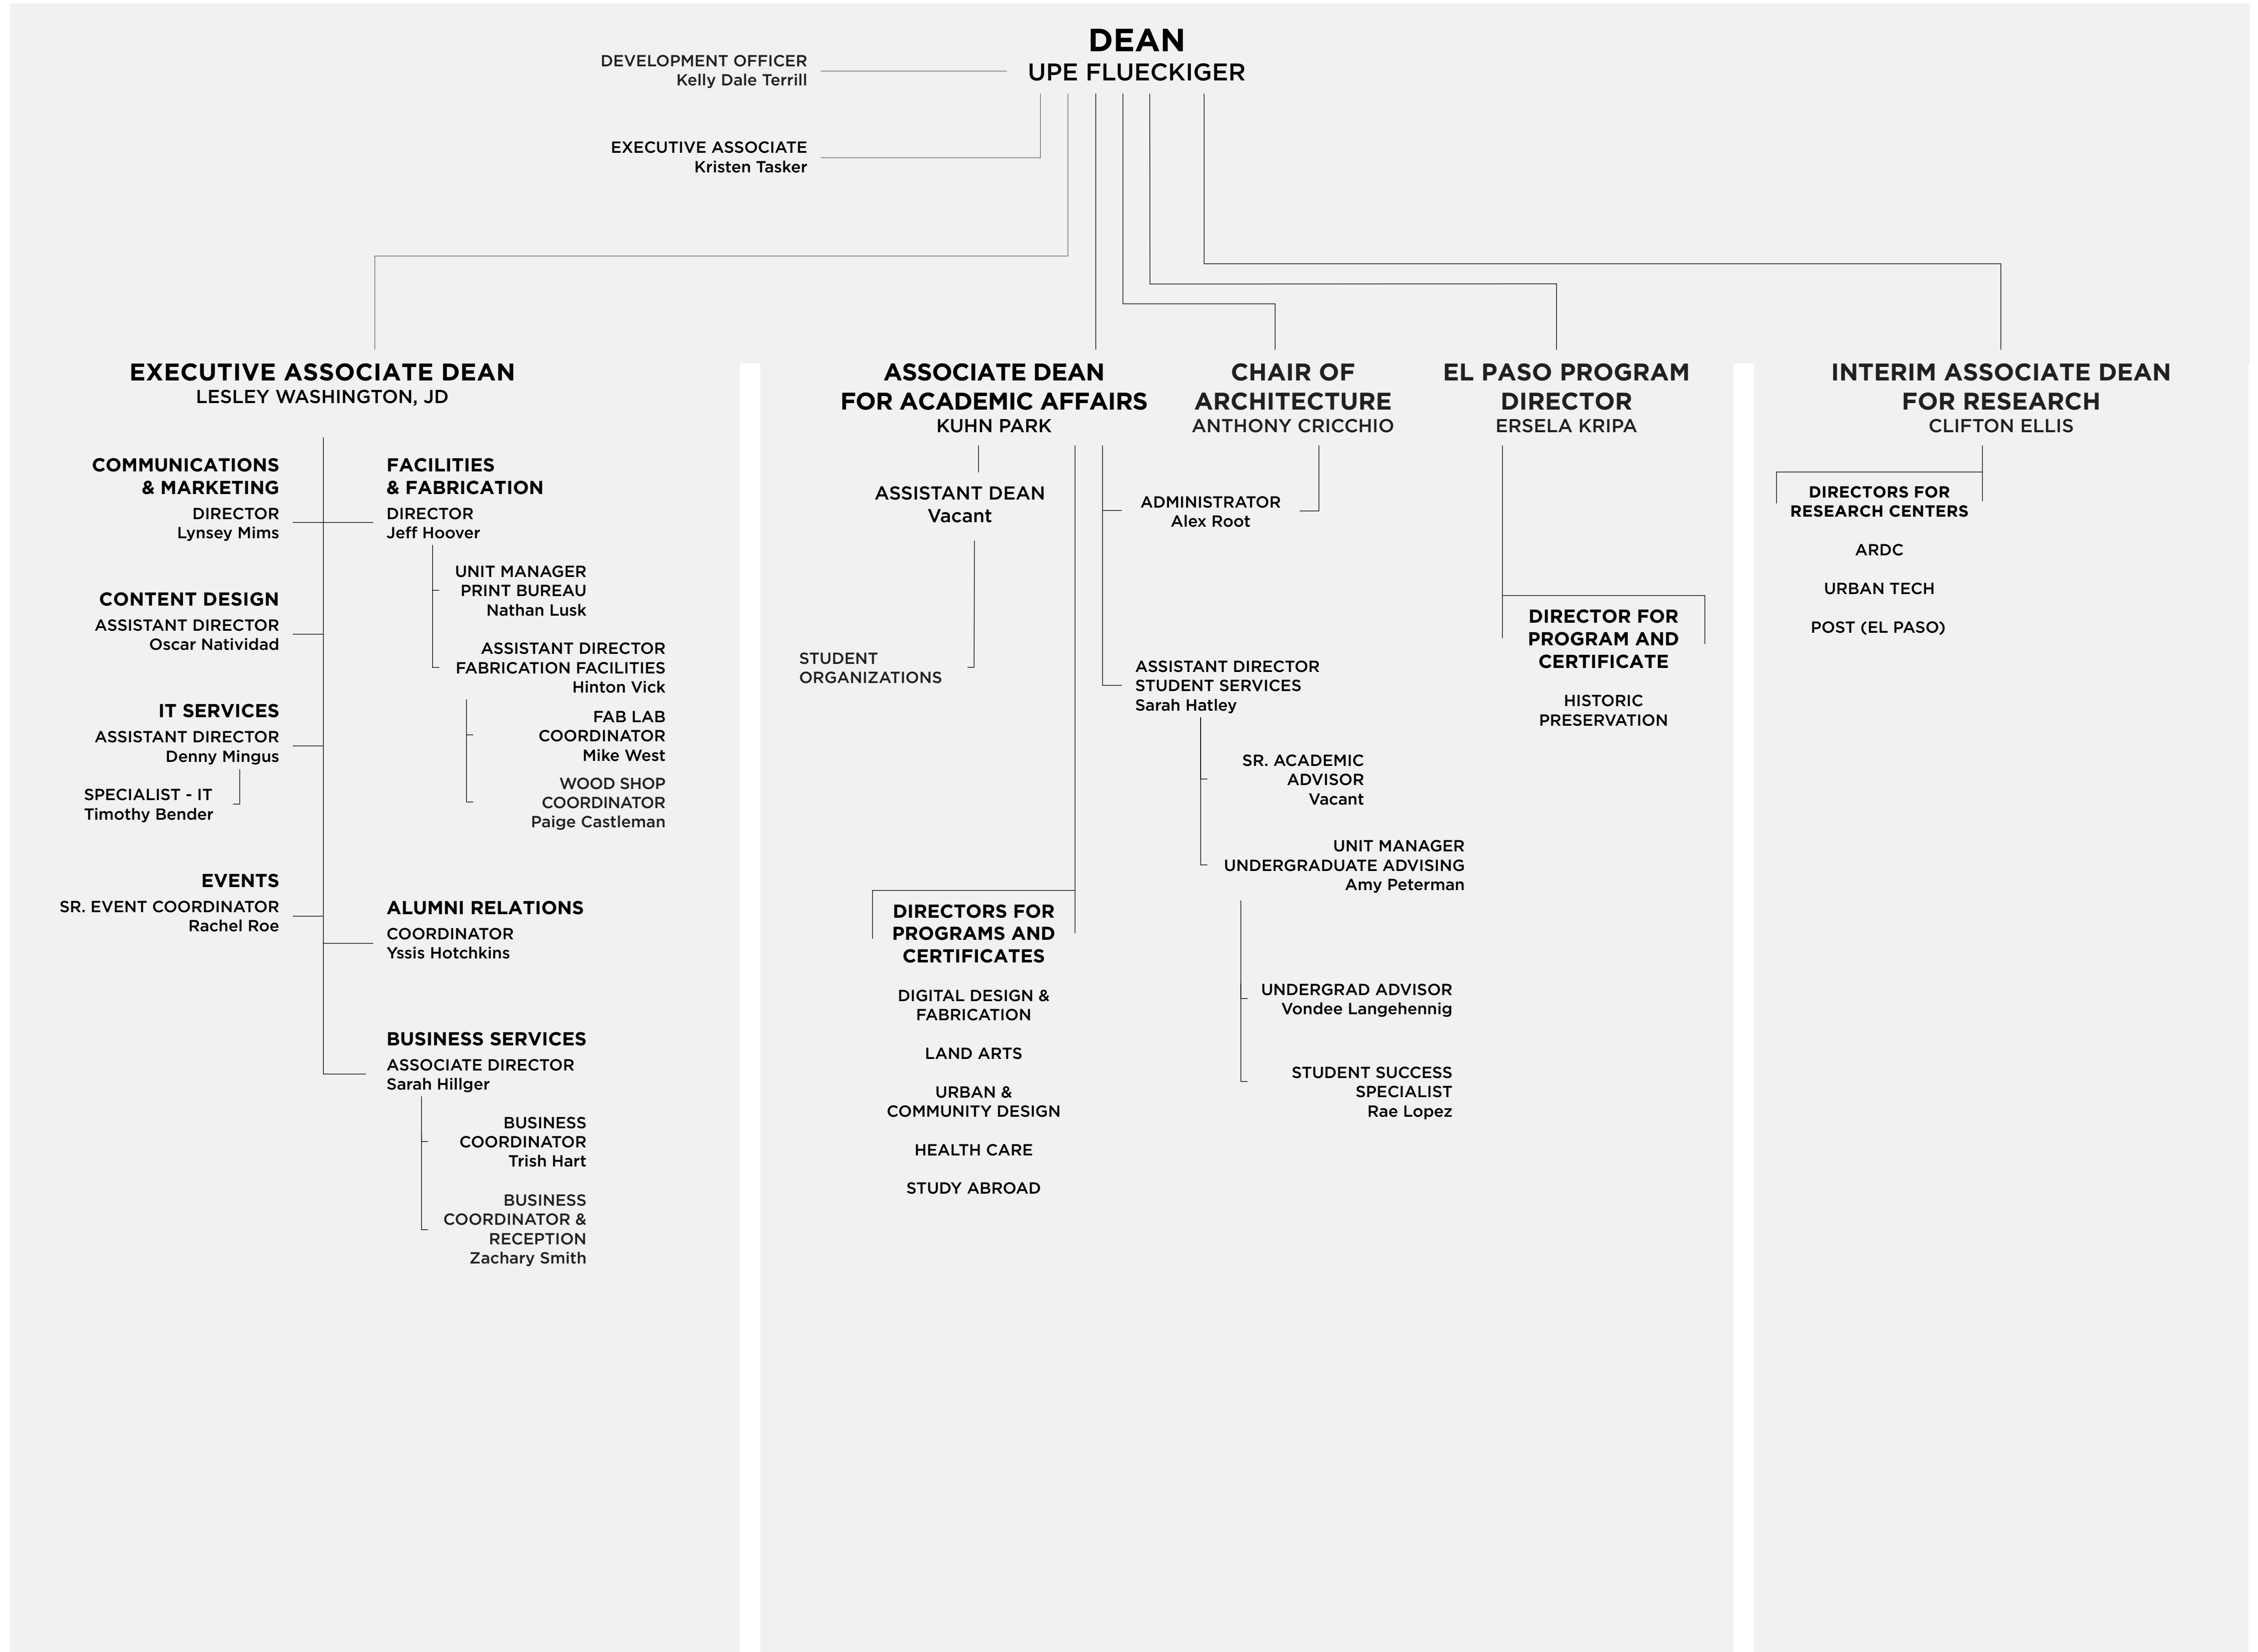 DEAN
UPE FLUECKIGER
DEVELOPMENT OFFICER
Kelly Dale Terrill
EXECUTIVE ASSOCIATE
Kristen Tasker
EXECUTIVE ASSOCIATE DEAN
LESLEY WASHINGTON, JD
COMMUNICATIONS
& MARKETING
DIRECTOR
Lynsey Mims
CONTENT DESIGN
ASSISTANT DIRECTOR
Oscar Natividad
IT SERVICES
ASSISTANT DIRECTOR
Denny Mingus
SPECIALIST - IT
Timothy Bender
EVENTS
SR. EVENT COORDINATOR
Rachel Roe
FACILITIES
& FABRICATION
DIRECTOR
Jeff Hoover
UNIT MANAGER
PRINT BUREAU
Nathan Lusk
ASSISTANT DIRECTOR
FABRICATION FACILITIES
Hinton Vick
FAB LAB
COORDINATOR
Mike West
WOOD SHOP
COORDINATOR
Paige Castleman
ALUMNI RELATIONS
COORDINATOR
Yssis Hotchkins
BUSINESS SERVICES
ASSOCIATE DIRECTOR
Sarah Hillger
BUSINESS
COORDINATOR
Trish Hart
BUSINESS
COORDINATOR &
RECEPTION
Zachary Smith
ASSOCIATE DEAN
FOR ACADEMIC AFFAIRS
KUHN PARK
ASSISTANT DEAN
Vacant
STUDENT
ORGANIZATIONS
DIRECTORS FOR
PROGRAMS AND
CERTIFICATES
DIGITAL DESIGN &
FABRICATION
LAND ARTS
URBAN &
COMMUNITY DESIGN
HEALTH CARE
STUDY ABROAD
CHAIR OF
ARCHITECTURE
ANTHONY CRICCHIO
ADMINISTRATOR
Alex Root
ASSISTANT DIRECTOR
STUDENT SERVICES
Sarah Hatley
SR. ACADEMIC
ADVISOR
Vacant
UNIT MANAGER
UNDERGRADUATE ADVISING
Amy Peterman
UNDERGRAD ADVISOR
Vondee Langehennig
STUDENT SUCCESS
SPECIALIST
Rae Lopez
EL PASO PROGRAM
DIRECTOR
ERSELA KRIPA
DIRECTOR FOR
PROGRAM AND
CERTIFICATE
HISTORIC
PRESERVATION
INTERIM ASSOCIATE DEAN
FOR RESEARCH
CLIFTON ELLIS
DIRECTORS FOR
RESEARCH CENTERS
ARDC
URBAN TECH
POST (EL PASO)